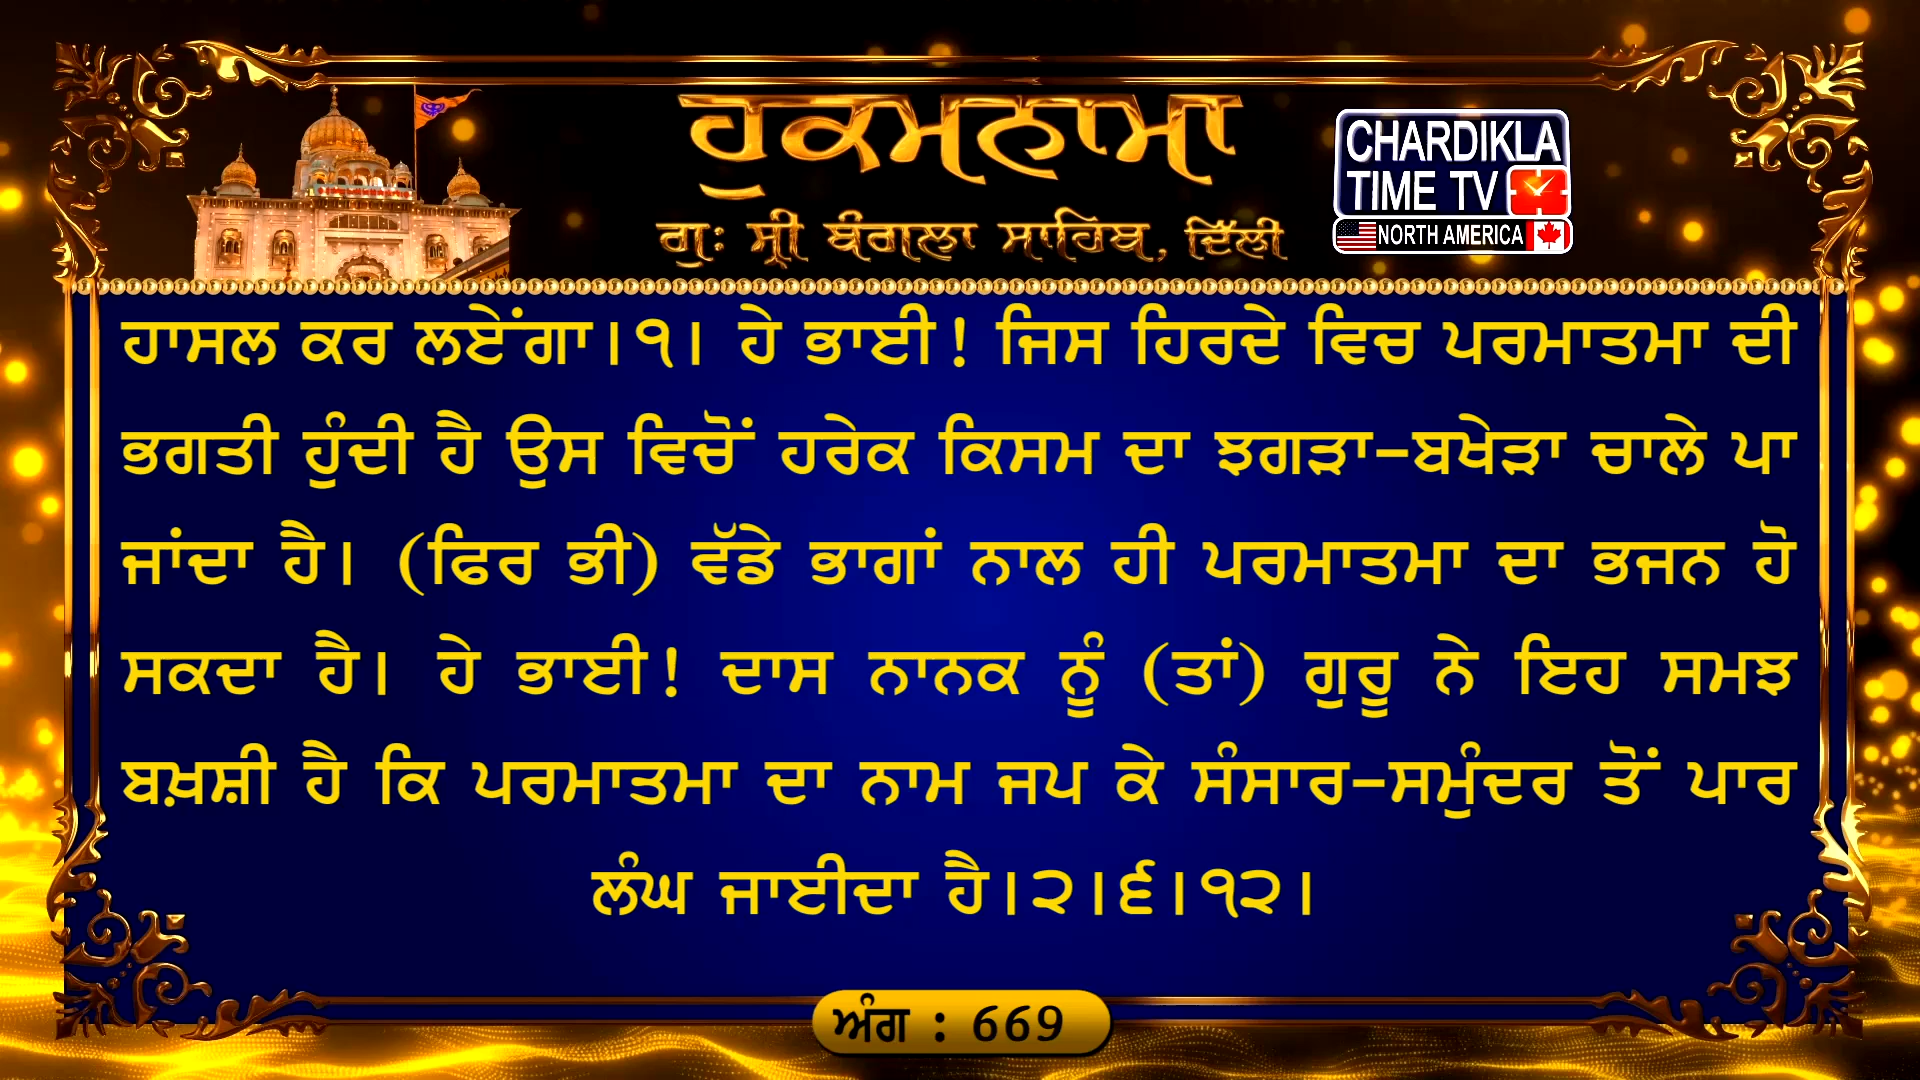 ਹੁਕਮਨਾਮਾ
ਗੁਃ ਸ੍ਰੀ ਬੰਗਲਾ ਸਾਹਿਬ, ਦਿੱਲੀ
CHARDIKLA
TIME TV
NORTH AMERICA
ਹਾਸਲ ਕਰ ਲਏਂਗਾ।੧। ਹੇ ਭਾਈ! ਜਿਸ ਹਿਰਦੇ ਵਿਚ ਪਰਮਾਤਮਾ ਦੀ
ਭਗਤੀ ਹੁੰਦੀ ਹੈ ਉਸ ਵਿਚੋਂ ਹਰੇਕ ਕਿਸਮ ਦਾ ਝਗੜਾ-ਬਖੇੜਾ ਚਾਲੇ ਪਾ
ਜਾਂਦਾ ਹੈ। (ਫਿਰ ਭੀ) ਵੱਡੇ ਭਾਗਾਂ ਨਾਲ ਹੀ ਪਰਮਾਤਮਾ ਦਾ ਭਜਨ ਹੋ
ਸਕਦਾ ਹੈ। ਹੇ ਭਾਈ! ਦਾਸ ਨਾਨਕ ਨੂੰ (ਤਾਂ) ਗੁਰੂ ਨੇ ਇਹ ਸਮਝ
ਬਖ਼ਸ਼ੀ ਹੈ ਕਿ ਪਰਮਾਤਮਾ ਦਾ ਨਾਮ ਜਪ ਕੇ ਸੰਸਾਰ-ਸਮੁੰਦਰ ਤੋਂ ਪਾਰ
ਲੰਘ ਜਾਈਦਾ ਹੈ।੨।੬।੧੨।
ਅੰਗ : 669